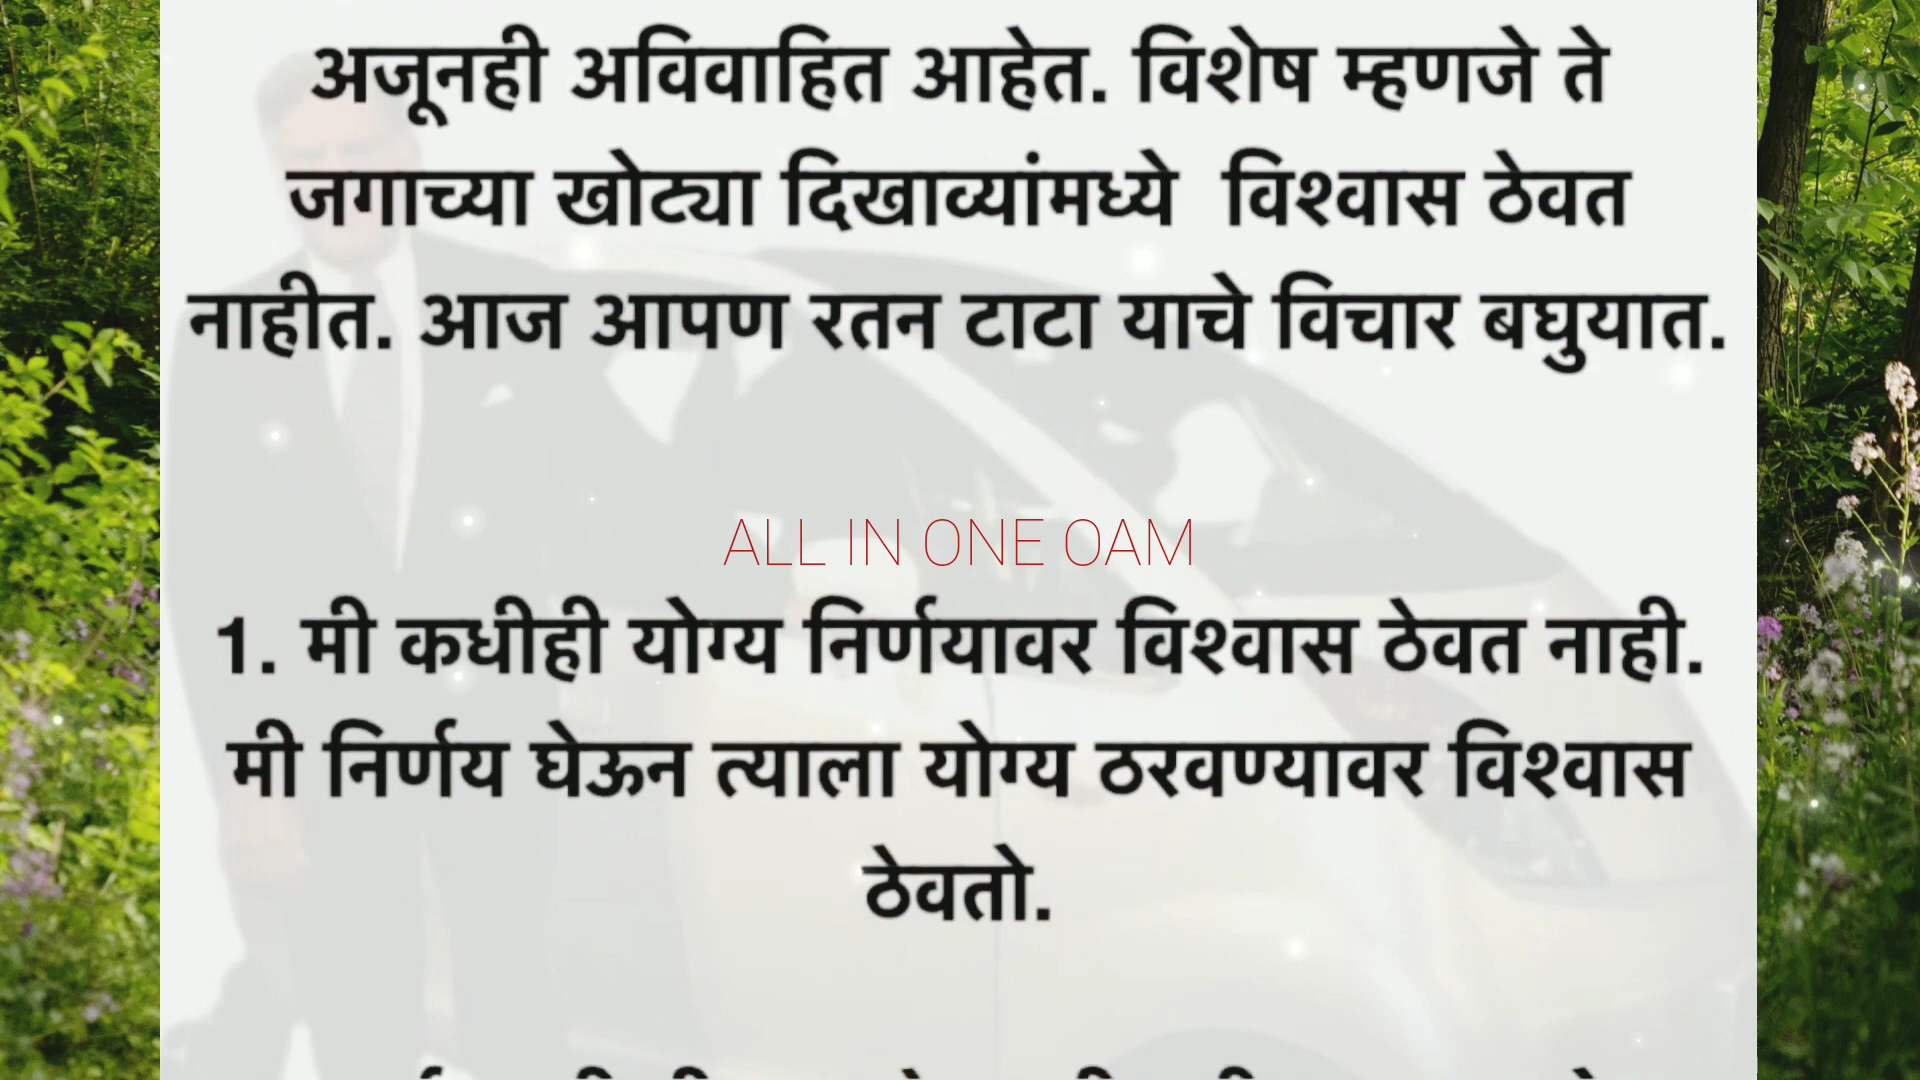 अजूनही अविवाहित आहेत. विशेष म्हणजे ते
जगाच्या खोट्या दिखाव्यांमध्ये विश्वास ठेवत
नाहीत. आज आपण रतन टाटा याचे विचार बघुयात.
ALL IN ONE OAM
1. मी कधीही योग्य निर्णयावर विश्वास ठेवत नाही.
मी निर्णय घेऊन त्याला योग्य ठरवण्यावर विश्वास
ठेवतो.